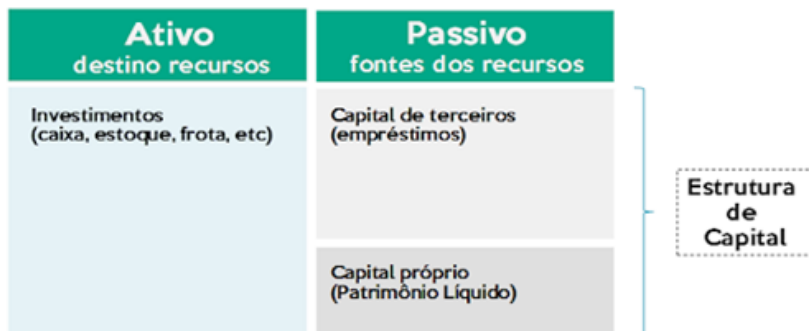 Ativo
destino recursos
Passivo
fontes dos recursos
Investimentos
(caixa, estoque, frota, etc)
Capital de terceiros
(empréstimos)
Capital próprio
(Patrimônio Líquido)
Estrutura
de
Capital